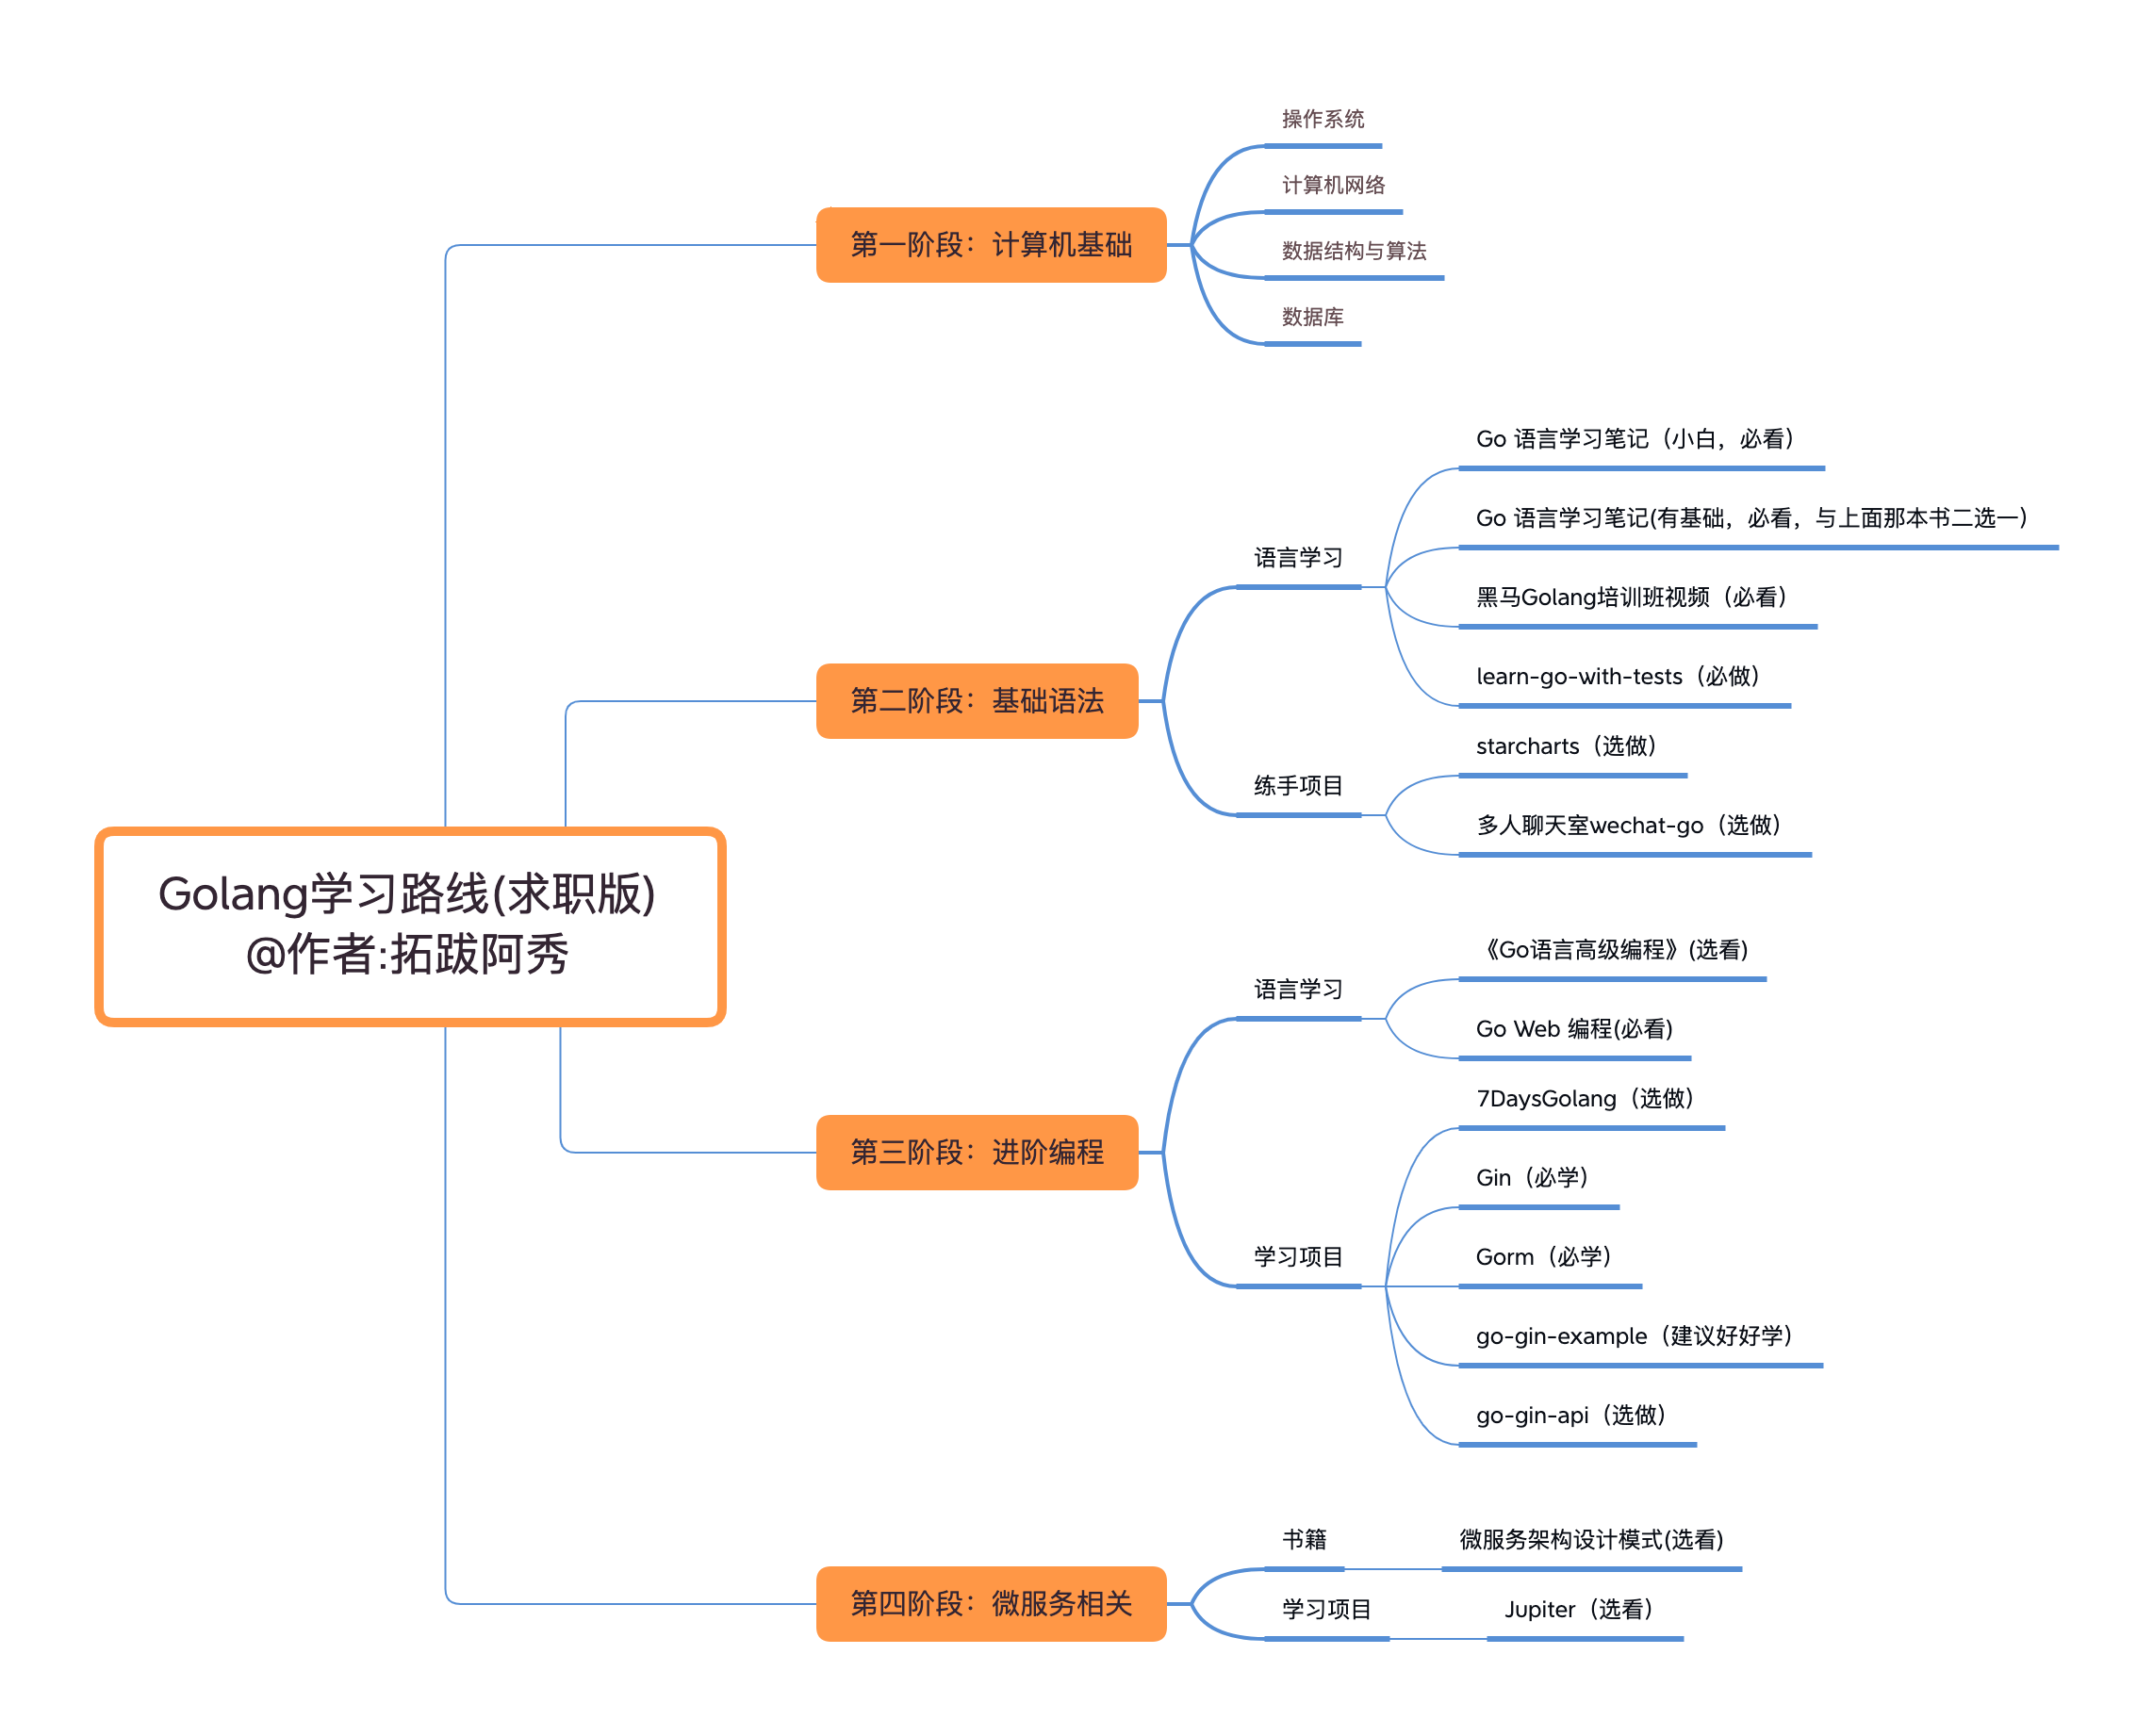 Golang学习路线(求职版)
@作者:拓跋阿秀
第一阶段：计算机基础
操作系统
计算机网络
数据结构与算法
数据库
第二阶段：基础语法
语言学习
Go 语言学习笔记（小白，必看）
Go 语言学习笔记(有基础，必看，与上面那本书二选一）
黑马Golang培训班视频（必看）
learn-go-with-tests（必做）
练手项目
starcharts（选做）
多人聊天室wechat-go（选做）
第三阶段：进阶编程
语言学习
《Go语言高级编程》(选看)
Go Web 编程(必看)
学习项目
7DaysGolang（选做）
Gin（必学）
Gorm（必学）
go-gin-example（建议好好学）
go-gin-api（选做）
第四阶段：微服务相关
书籍
微服务架构设计模式(选看)
学习项目
Jupiter（选看）